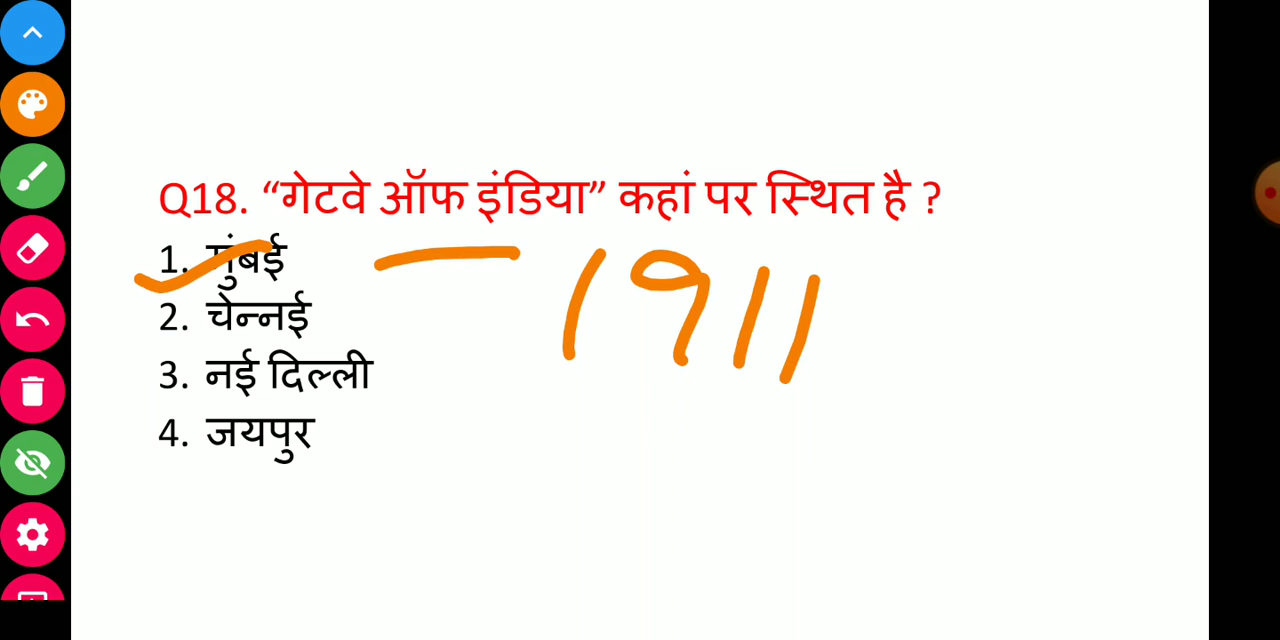 Q18. “गेटवे ऑफ इंडिया” कहां पर स्थित है ?
1. मुंबई
— 1911
2. चेन्नई
3. नई दिल्ली
4. जयपुर